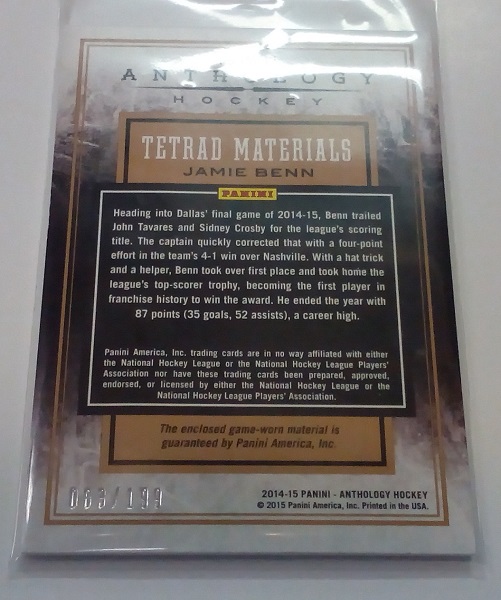 ANTHOLOGY
HOCKEY
TETRAD MATERIALS
JAMIE BENN
PANINI
Heading into Dallas' final game of 2014-15, Benn trailed
John Tavares and Sidney Crosby for the league's scoring
title. The captain quickly corrected that with a four-point
effort in the team's 4-1 win over Nashville. With a hat trick
and a helper, Benn took over first place and took home the
league's top-scorer trophy, becoming the first player in
franchise history to win the award. He ended the year with
87 points (35 goals, 52 assists), a career high.
Panini America, Inc. trading cards are in no way affiliated with either
the National Hockey League or the National Hockey League Players'
Association nor have these trading cards been prepared, approved,
endorsed, or licensed by either the National Hockey League or the
National Hockey League Players' Association.
The enclosed game-worn material is
guaranteed by Panini America, Inc.
063/199
2014-15 PANINI - ANTHOLOGY HOCKEY
© 2015 Panini America, Inc. Printed in the USA.